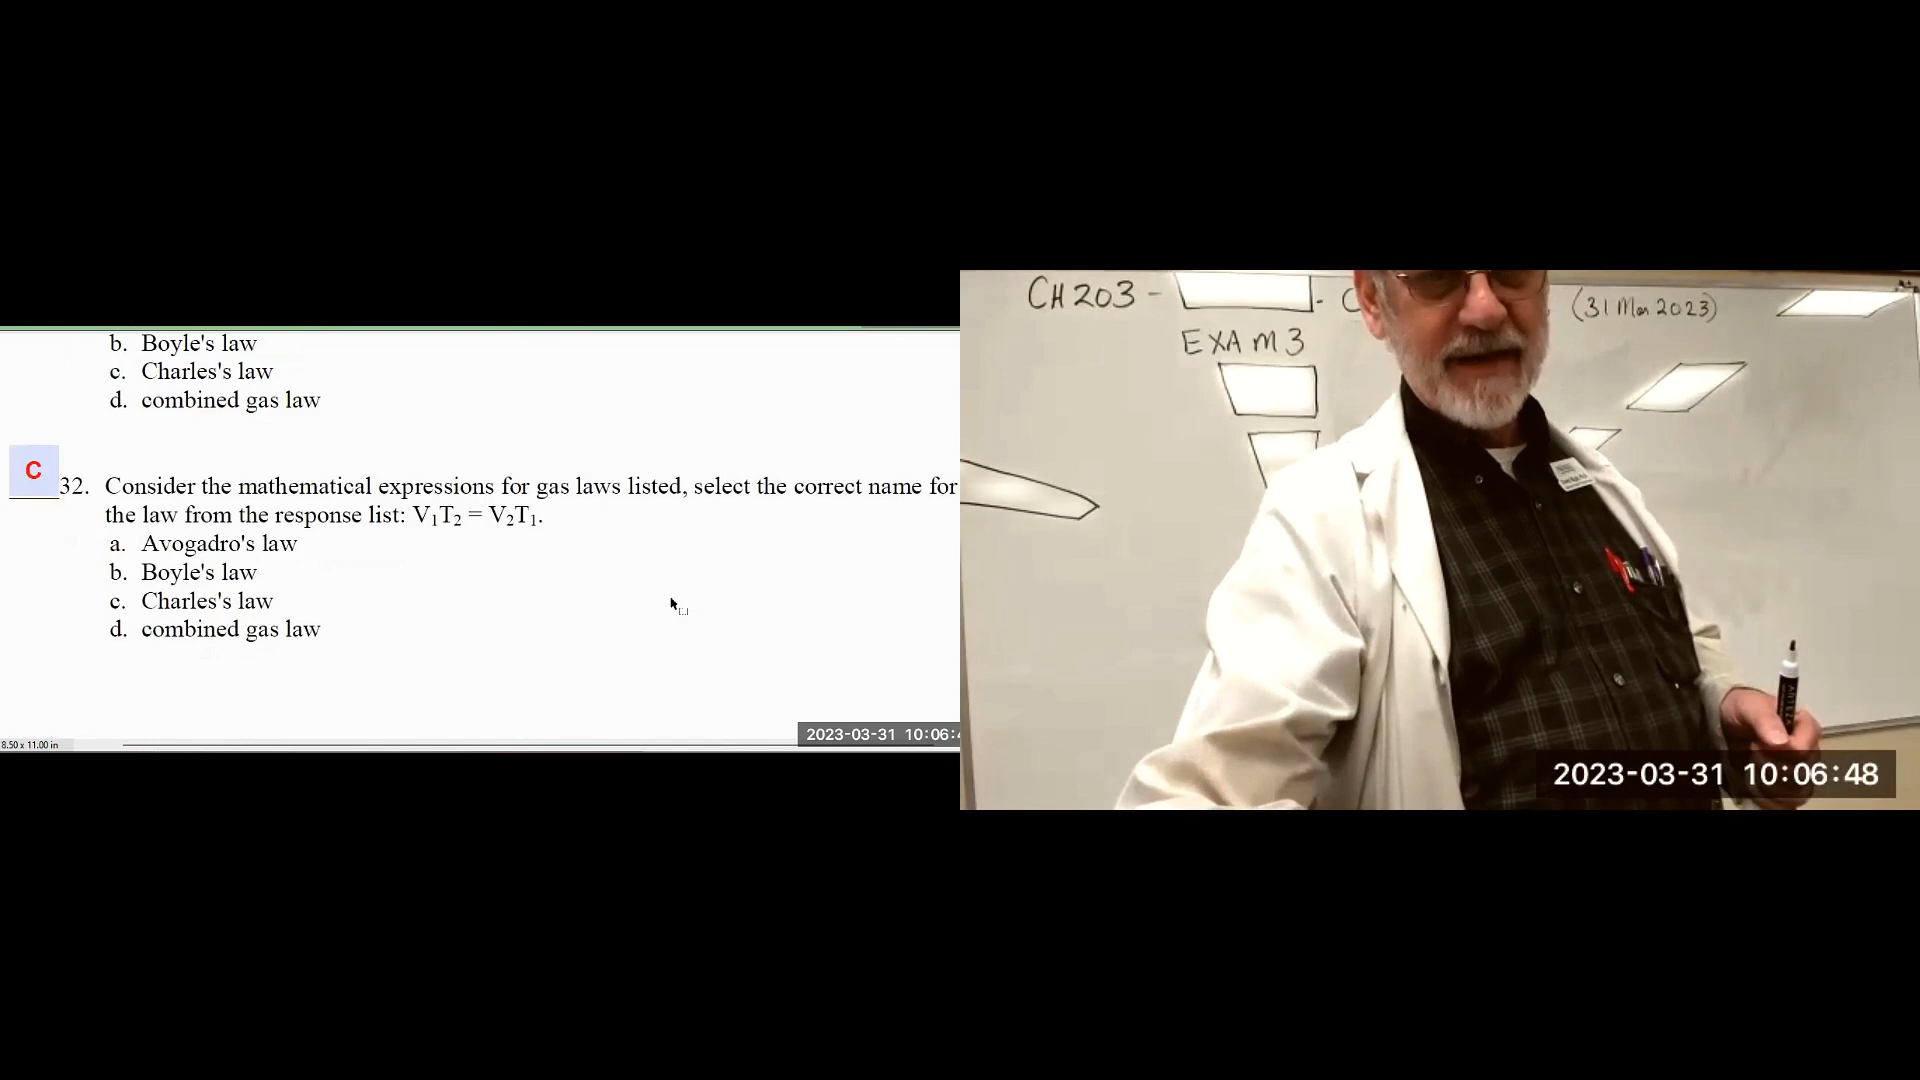 b. Boyle's law
c. Charles's law
d. combined gas law
C
32. Consider the mathematical expressions for gas laws listed, select the correct name for
the law from the response list: V₁T₂ = V₂T₁.
a. Avogadro's law
b. Boyle's law
c. Charles's law
d. combined gas law
8.50 x 11.00 in
2023-03-31 10:06:4
CH 203 - - C (31 Mar 2023)
EXAM 3
2023-03-31 10:06:48